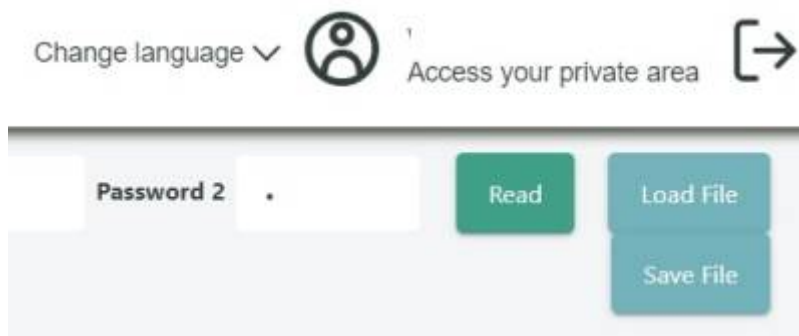 Change language
Access your private area
Password 2 .
Read
Load File
Save File